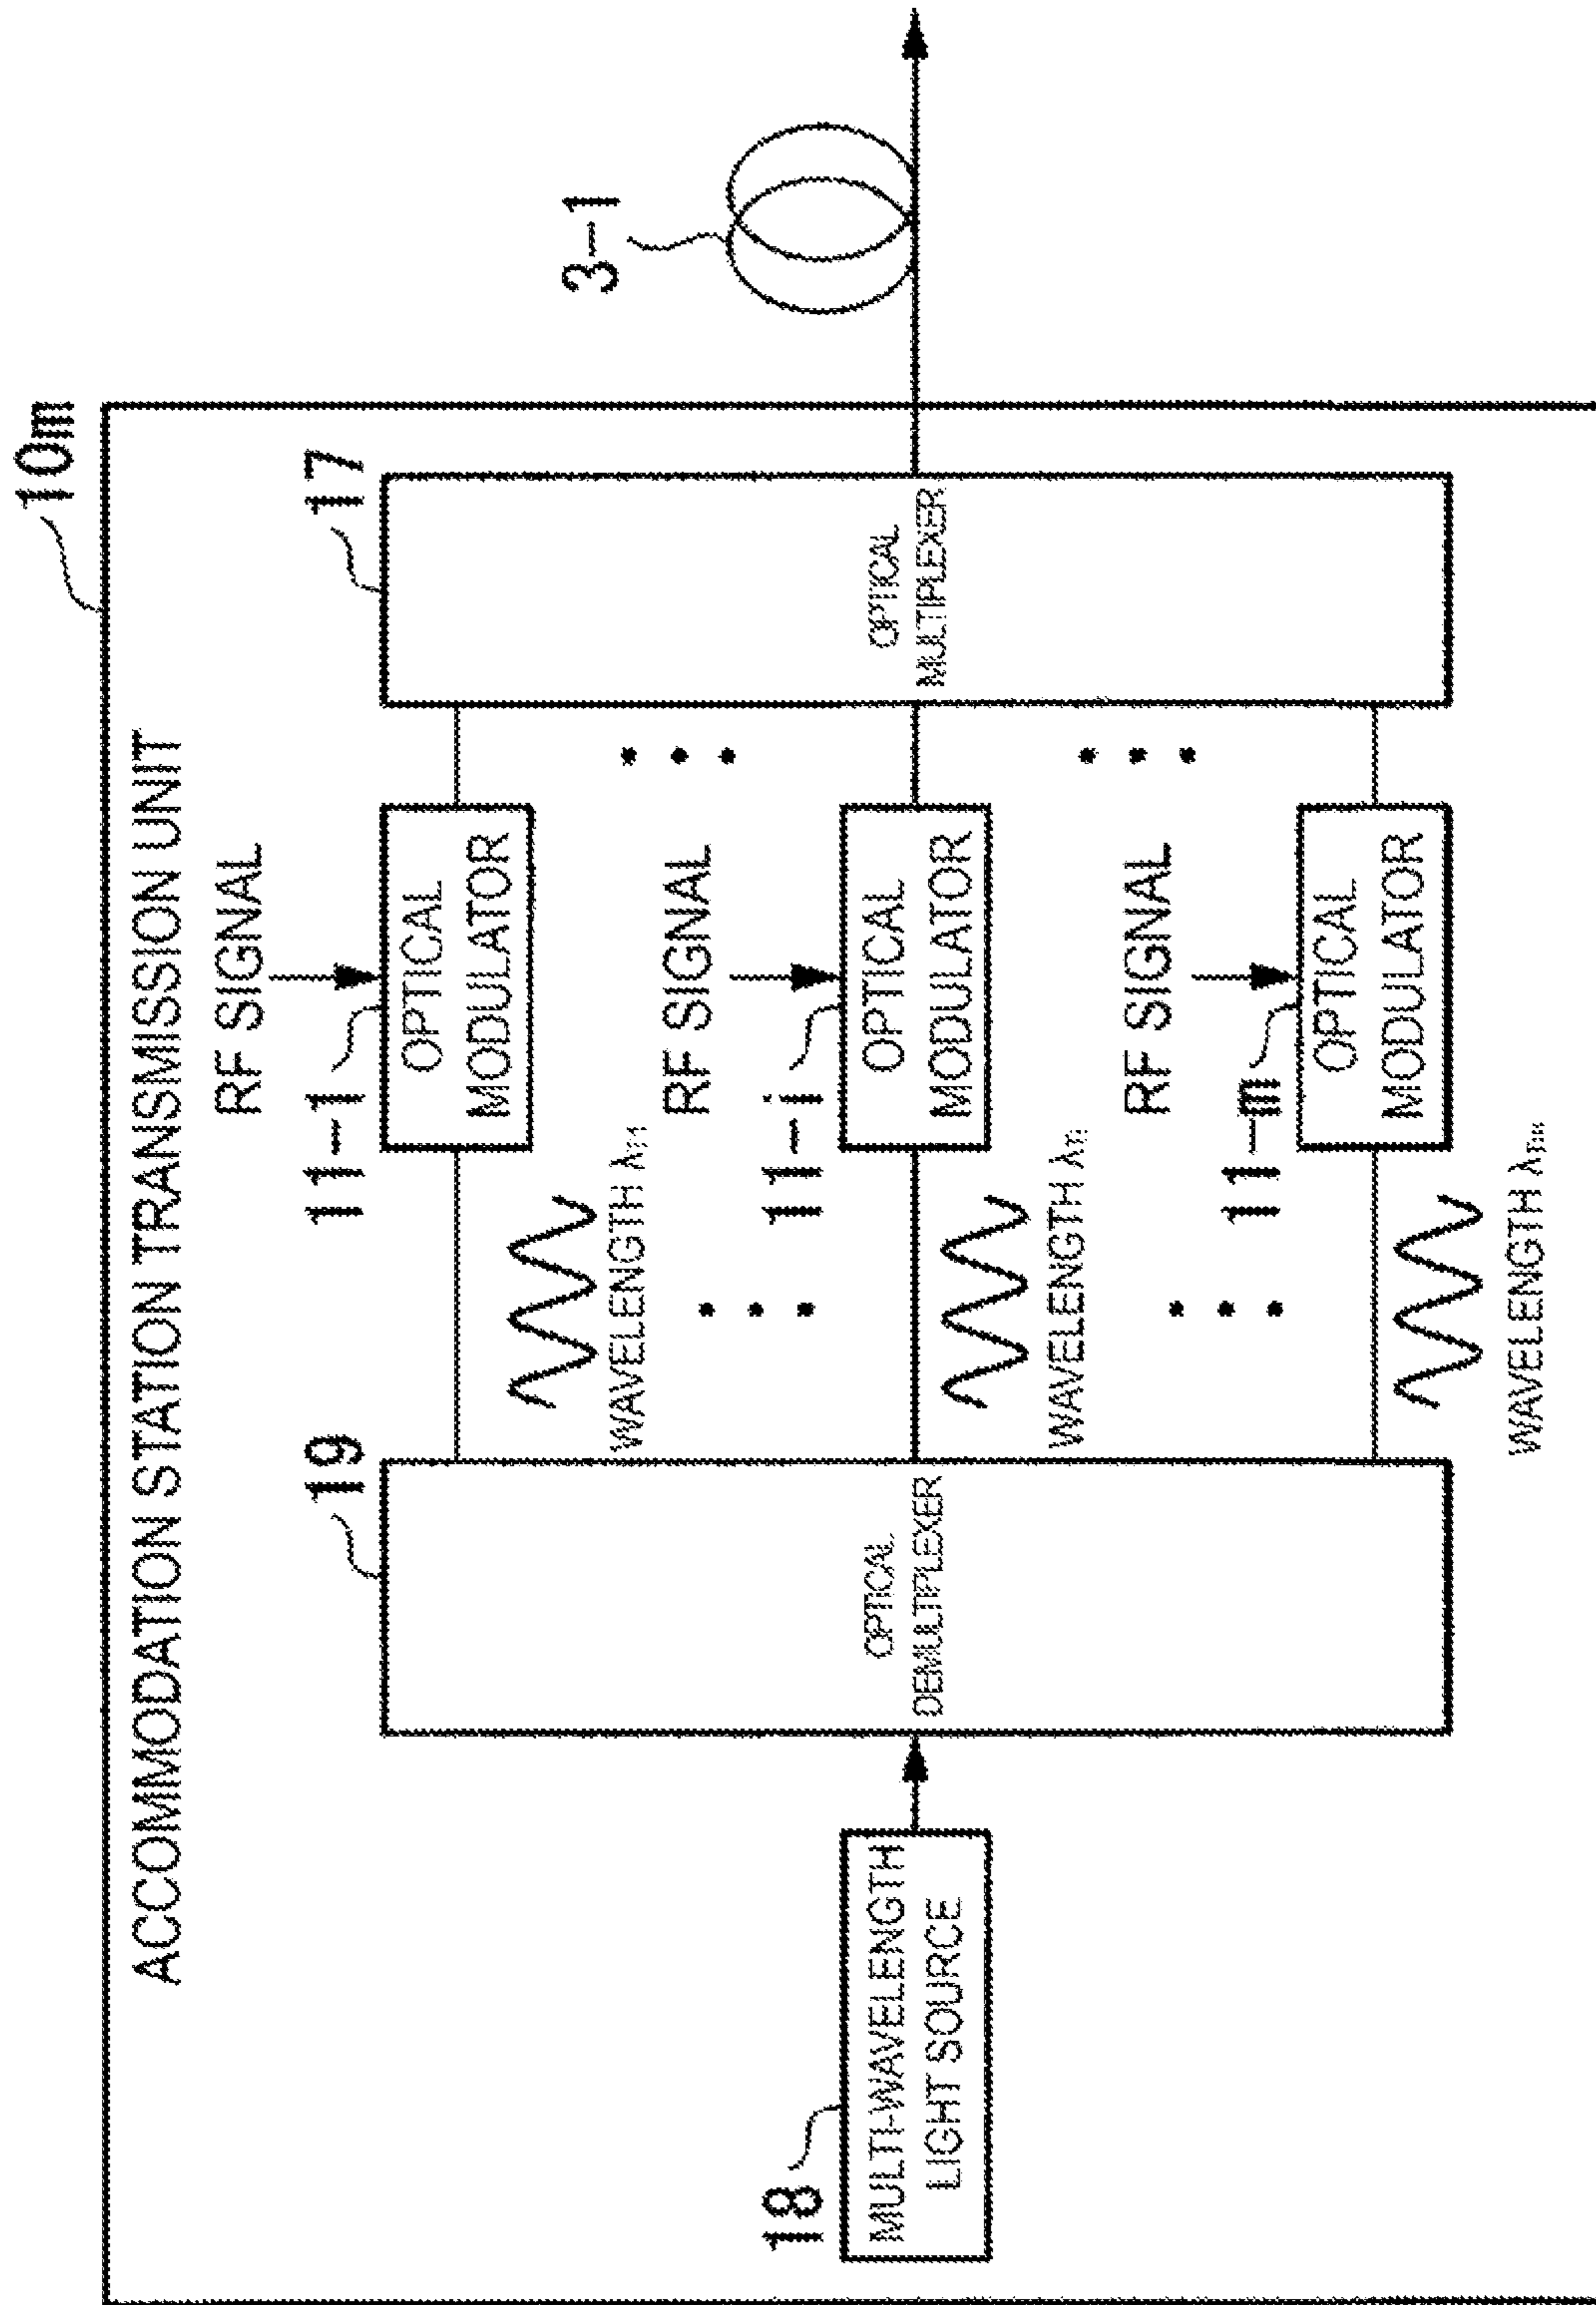 10m
ACCOMMODATION STATION TRANSMISSION UNIT
18
MULTI-WAVELENGTH
LIGHT SOURCE
19
OPTICAL
DEMULTIPLEXER
RF SIGNAL
11-1
OPTICAL
MODULATOR
WAVELENGTH
RF SIGNAL
11-i
OPTICAL
MODULATOR
WAVELENGTH
RF SIGNAL
11-m
OPTICAL
MODULATOR
WAVELENGTH
17
OPTICAL
MULTIPLEXER
3-1